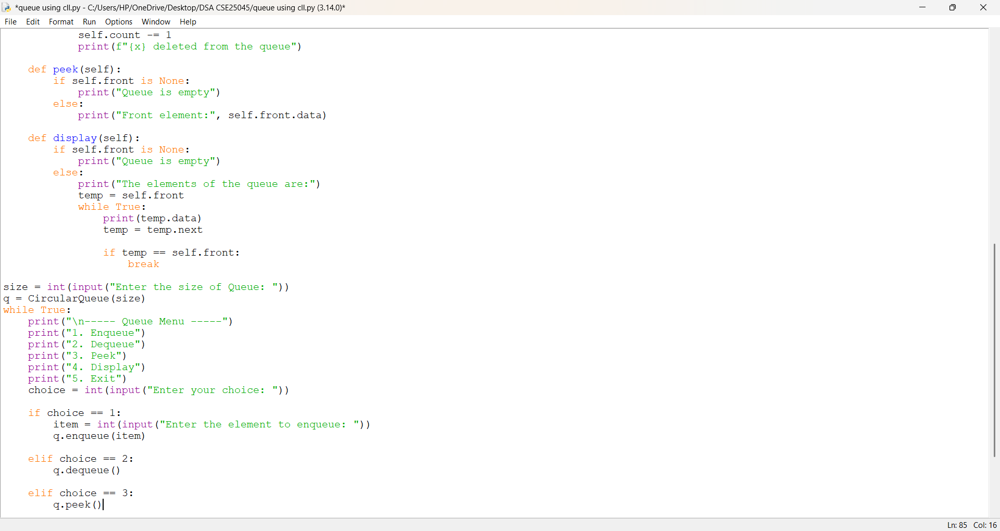 *queue using cll.py - C:/Users/HP/OneDrive/Desktop/DSA CSE25045/queue using cll.py (3.14.0)*
File Edit Format Run Options Window Help
            self.count -= 1
            print(f"{x} deleted from the queue")

    def peek(self):
        if self.front is None:
            print("Queue is empty")
        else:
            print("Front element:", self.front.data)

    def display(self):
        if self.front is None:
            print("Queue is empty")
        else:
            print("The elements of the queue are:")
            temp = self.front
            while True:
                print(temp.data)
                temp = temp.next

                if temp == self.front:
                    break

size = int(input("Enter the size of Queue: "))
q = CircularQueue(size)
while True:
    print("\n----- Queue Menu -----")
    print("1. Enqueue")
    print("2. Dequeue")
    print("3. Peek")
    print("4. Display")
    print("5. Exit")
    choice = int(input("Enter your choice: "))

    if choice == 1:
        item = int(input("Enter the element to enqueue: "))
        q.enqueue(item)

    elif choice == 2:
        q.dequeue()

    elif choice == 3:
        q.peek()
Ln: 85 Col: 16